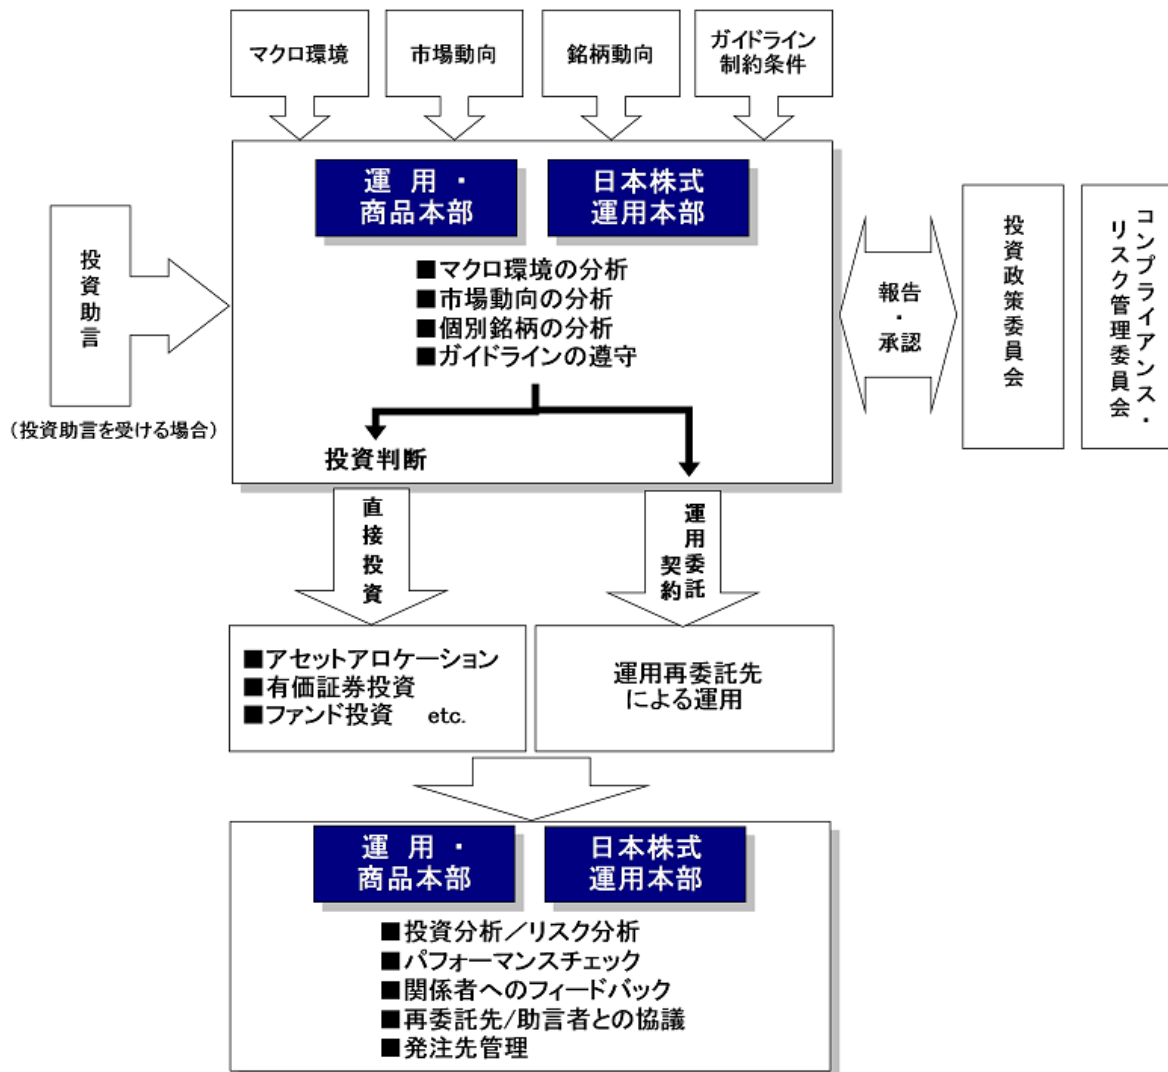 マクロ環境
市場動向
銘柄動向
ガイドライン
制約条件
運 用 ・
商品本部
日本株式
運用本部
投資助言
(投資助言を受ける場合)
■マクロ環境の分析
■市場動向の分析
■個別銘柄の分析
■ガイドラインの遵守
投資判断
報告
・
承認
投資政策委員会
コンプライアンス・
リスク管理委員会
直接投資
運用委託
契約
■アセットアロケーション
■有価証券投資
■ファンド投資 etc.
運用再委託先
による運用
運 用 ・
商品本部
日本株式
運用本部
■投資分析／リスク分析
■パフォーマンスチェック
■関係者へのフィードバック
■再委託先/助言者との協議
■発注先管理